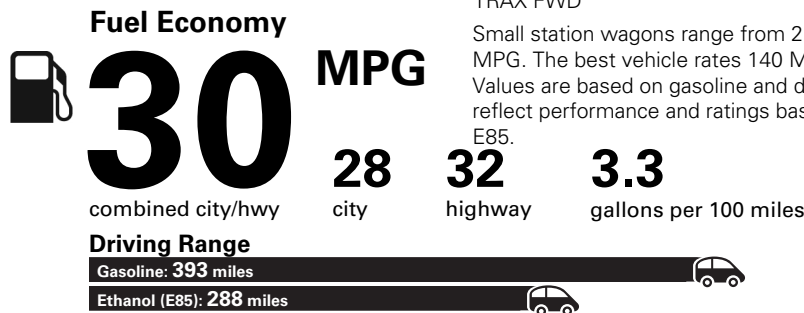 TRAX FWD
Fuel Economy
30
MPG
Small station wagons range from 2
MPG. The best vehicle rates 140 M
Values are based on gasoline and d
reflect performance and ratings bas
E85.
28
32
3.3
combined city/hwy
city
highway
gallons per 100 miles
Driving Range
Gasoline: 393 miles
Ethanol (E85): 288 miles